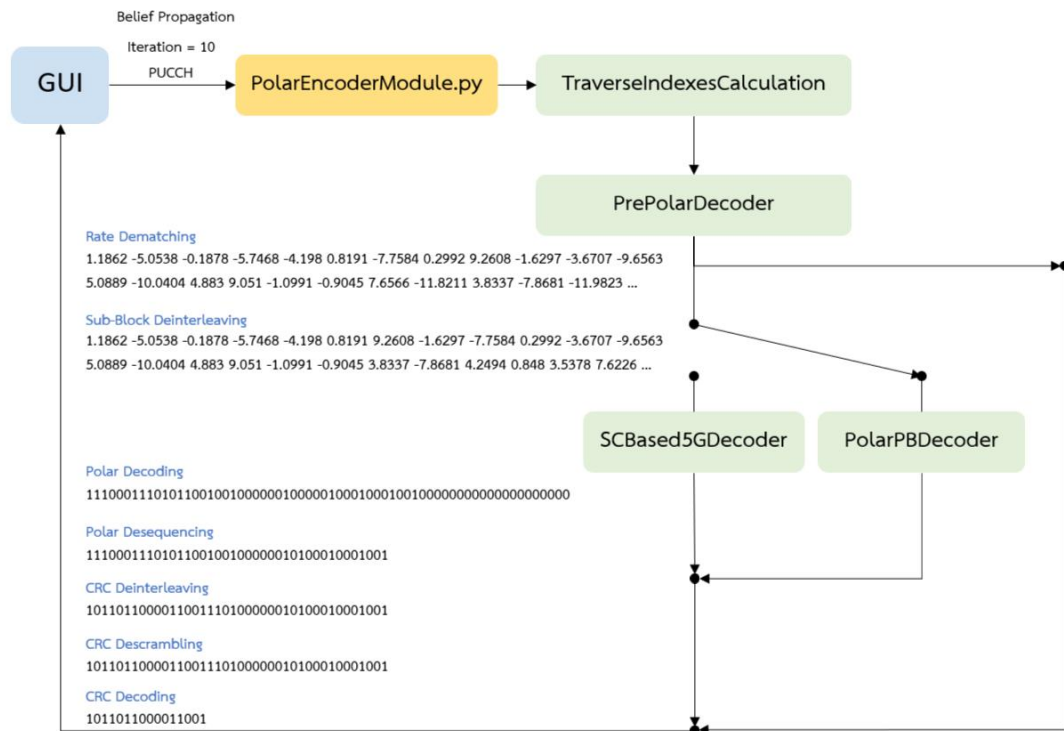 Belief Propagation
Iteration = 10
PUCCH
GUI
PolarEncoderModule.py
TraverseIndexesCalculation
PrePolarDecoder
Rate Dematching
1.1862 -5.0538 -0.1878 -5.7468 -4.198 0.8191 -7.7584 0.2992 9.2608 -1.6297 -3.6707 -9.6563
5.0889 -10.0404 4.883 9.051 -1.0991 -0.9045 7.6566 -11.8211 3.8337 -7.8681 -11.9823 ...
Sub-Block Deinterleaving
1.1862 -5.0538 -0.1878 -5.7468 -4.198 0.8191 9.2608 -1.6297 -7.7584 0.2992 -3.6707 -9.6563
5.0889 -10.0404 4.883 9.051 -1.0991 -0.9045 3.8337 -7.8681 4.2494 0.848 3.5378 7.6226 ...
SCBased5GDecoder
PolarPBDecoder
Polar Decoding
1110001110101100100100000010000010001000100100000000000000000000
Polar Desequencing
1110001110101100100100000010100010001001
CRC Deinterleaving
1011011000011001110100000010100010001001
CRC Descrambling
1011011000011001110100000010100010001001
CRC Decoding
1011011000011001